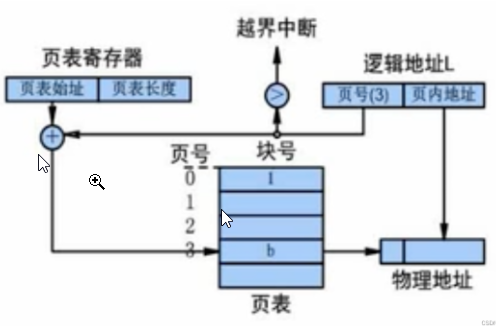 越界中断
页表寄存器
逻辑地址L
页表始址 页表长度
>
页号(3) 页内地址
+
页号 块号
0 1
1
2
3 b
物理地址
页表
CSDN